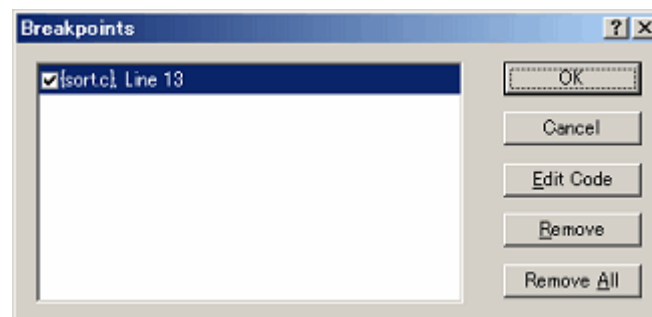 Breakpoints
{sort.c}, Line 13
OK
Cancel
Edit Code
Remove
Remove All